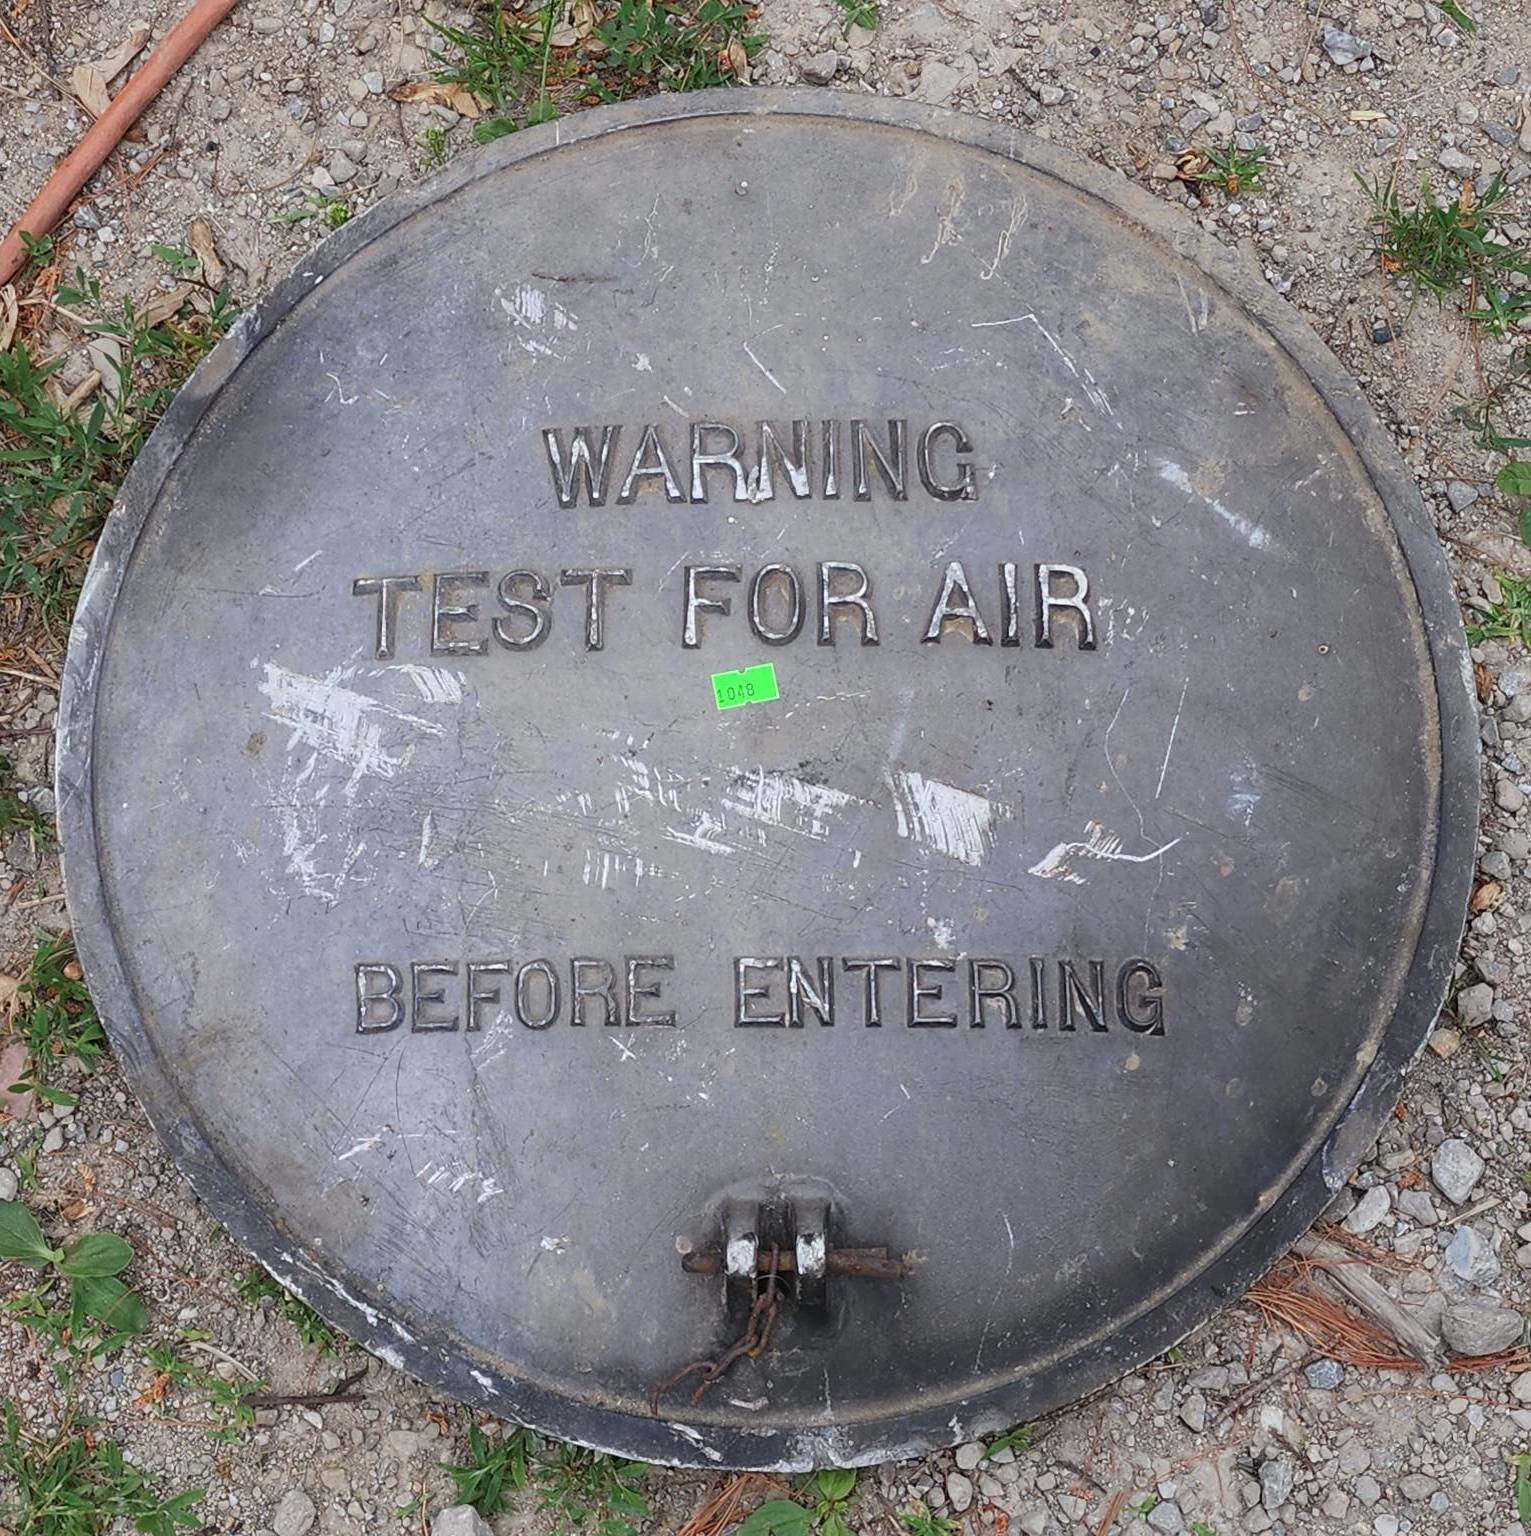 WARNING
TEST FOR AIR
1048
BEFORE ENTERING